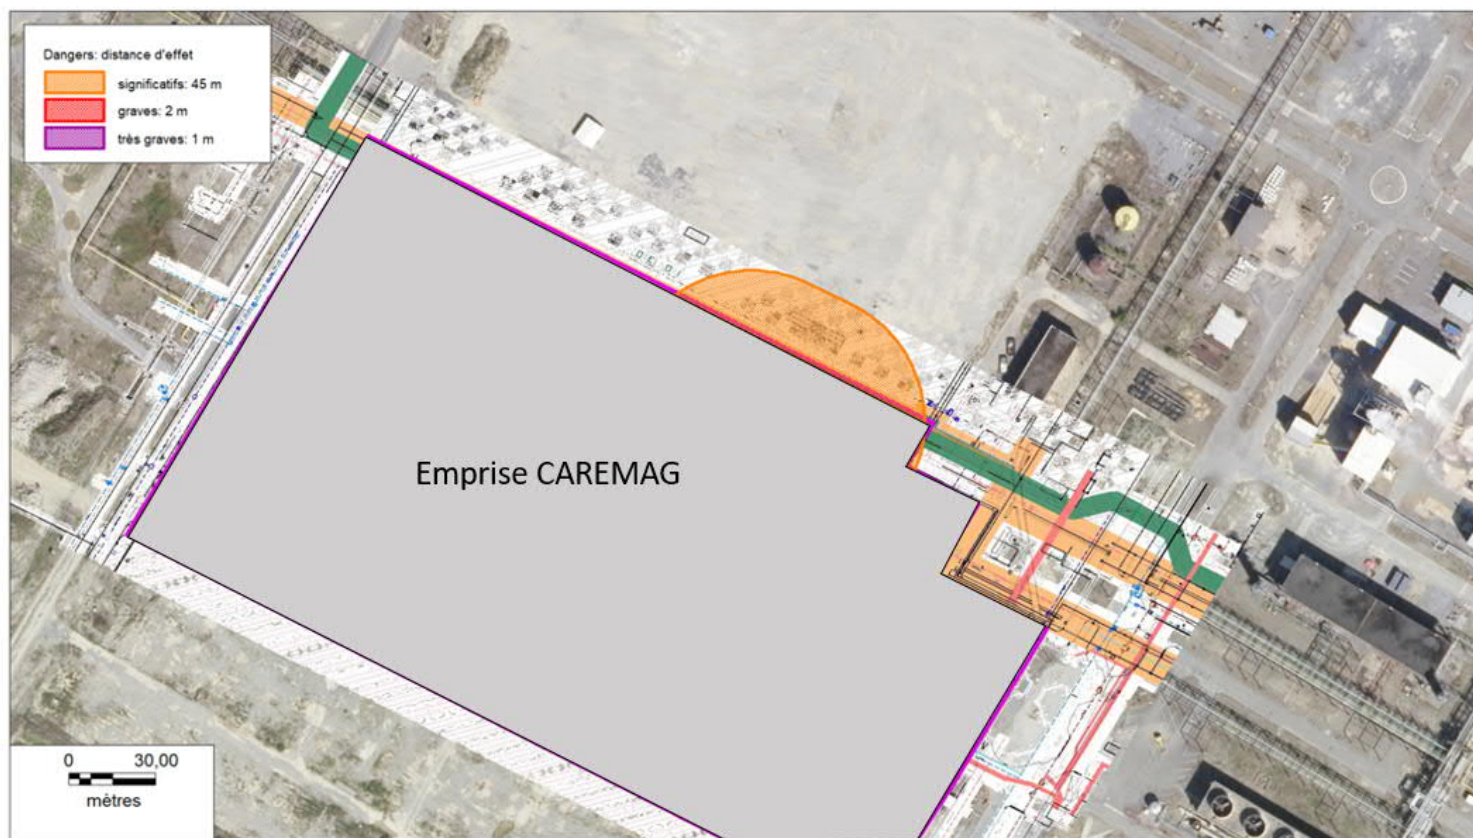 Dangers: distance d'effet
significatifs: 45 m
graves: 2 m
très graves: 1 m
Emprise CAREMAG
0 30,00
mètres